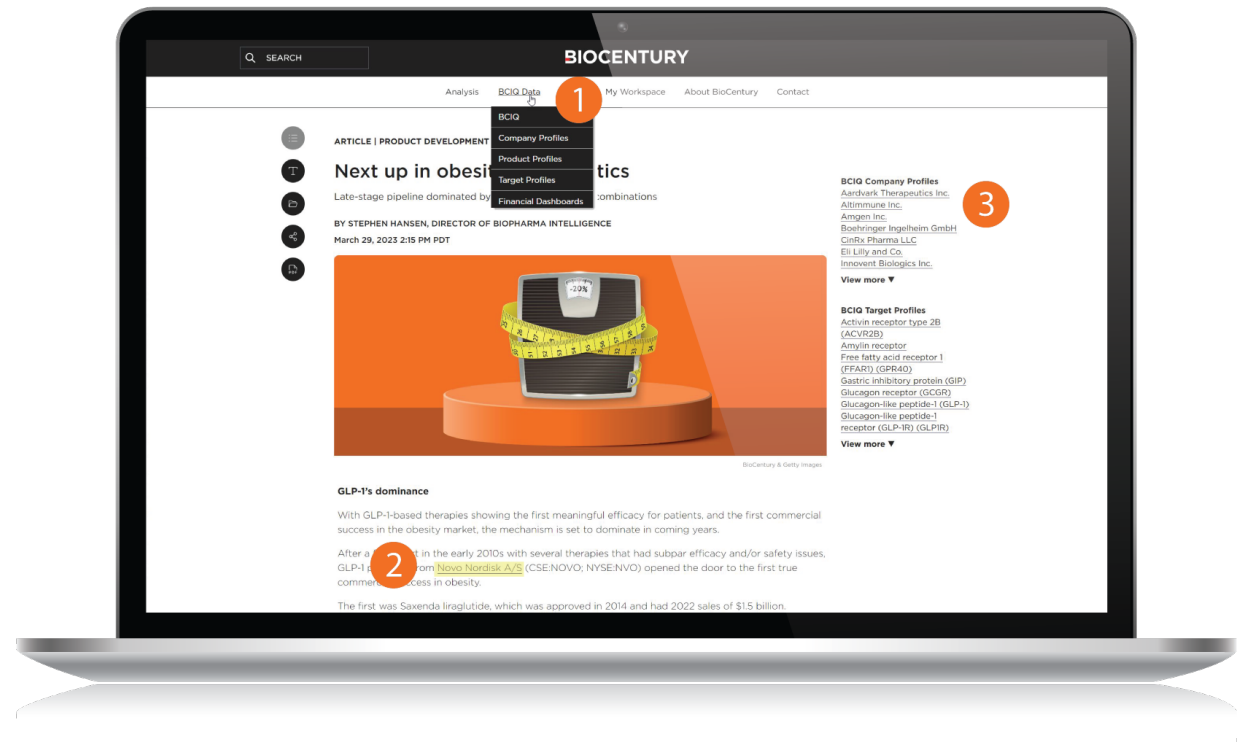 SEARCH
BIOCENTURY
Analysis BCIQ Data 1 My Workspace About BioCentury Contact
BCIQ
Company Profiles
Product Profiles
Target Profiles
Financial Dashboards
ARTICLE | PRODUCT DEVELOPMENT
Next up in
Late-stage pipeline dominated by
BY STEPHEN HANSEN, DIRECTOR OF BIOPHARMA INTELLIGENCE
March 29, 2023 2:15 PM PDT
T
PDF
-20%
BioCentury & Getty Images
GLP-1's dominance
With GLP-1-based therapies showing the first meaningful efficacy for patients, and the first commercial
success in the obesity market, the mechanism is set to dominate in coming years.
After a in the early 2010s with several therapies that had subpar efficacy and/or safety issues,
GLP-1 2 Novo Nordisk A/S (CSE:NOVO; NYSE:NVO) opened the door to the first true
in obesity.
The first was Saxenda liraglutide, which was approved in 2014 and had 2022 sales of $1.5 billion.
BCIQ Company Profiles
Aardvark Therapeutics Inc.
Altimmune Inc.
3
Amgen Inc.
Boehringer Ingelheim GmbH
CinRx Pharma LLC
Eli Lilly and Co.
Innovent Biologics Inc.
View more ▼
BCIQ Target Profiles
Activin receptor type 2B
(ACVR2B)
Amylin receptor
Free fatty acid receptor 1
(FFAR1) (GPR40)
Gastric inhibitory protein (GIP)
Glucagon receptor (GCGR)
Glucagon-like peptide-1 (GLP-1)
Glucagon-like peptide-1
receptor (GLP-1R) (GLP1R)
View more ▼